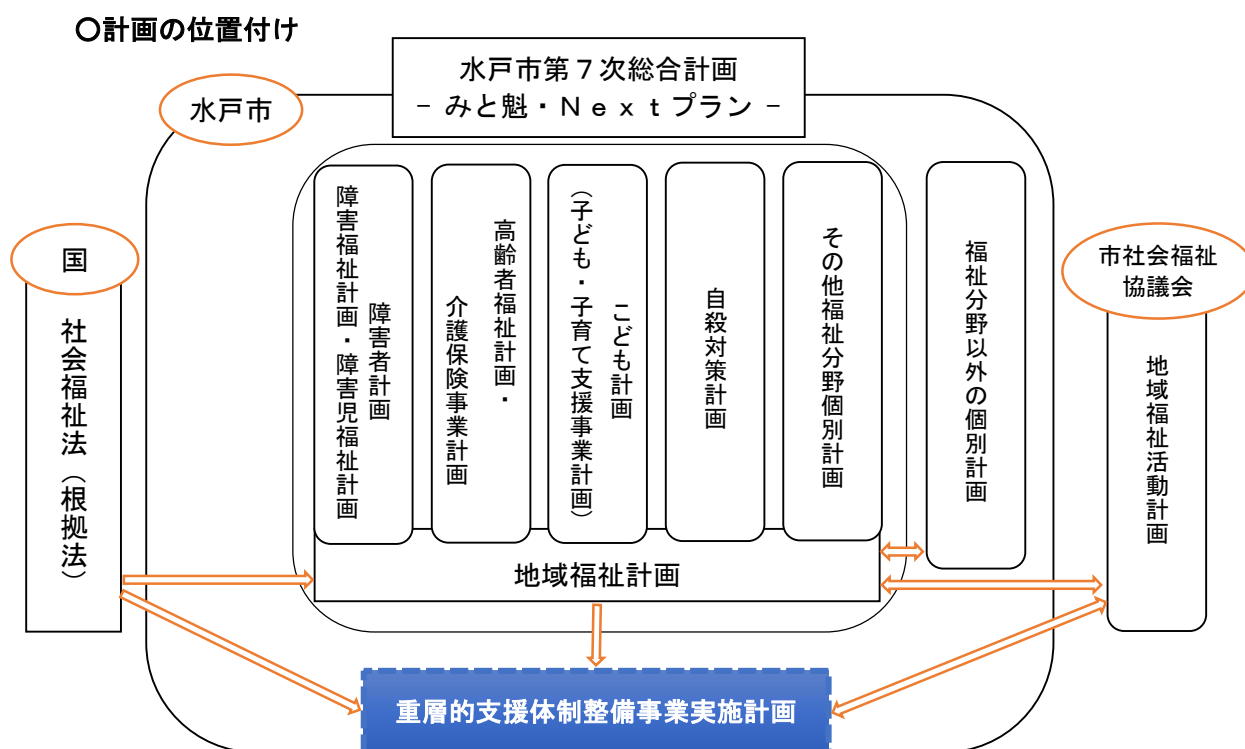 〇計画の位置付け
水戸市第７次総合計画
－ みと魁・Ｎｅｘｔプラン －
水戸市
国
社会福祉法（根拠法）
障害者計画
障害福祉計画・障害児福祉計画
高齢者福祉計画・
介護保険事業計画
こども計画
（子ども・子育て支援事業計画）
自殺対策計画
その他福祉分野個別計画
福祉分野以外の個別計画
市社会福祉
協議会
地域福祉活動計画
地域福祉計画
重層的支援体制整備事業実施計画